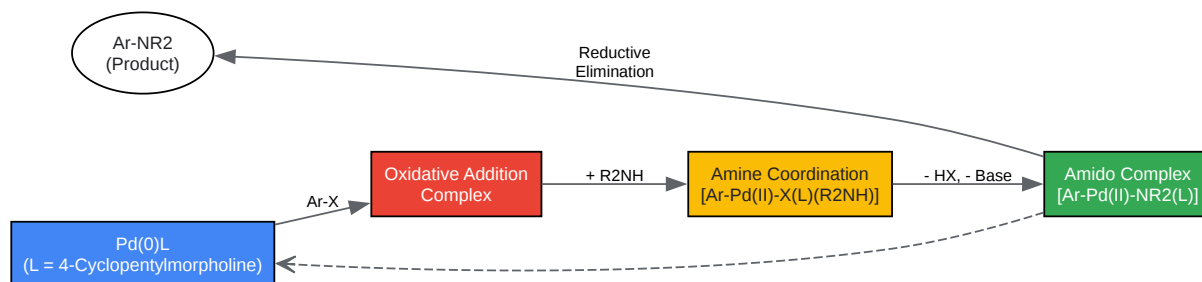 Ar-NR2
(Product)
Reductive
Elimination
Oxidative Addition
Complex
+ R2NH
Amine Coordination
[Ar-Pd(II)-X(L)(R2NH)]
- HX, - Base
Amido Complex
[Ar-Pd(II)-NR2(L)]
Ar-X
Pd(0)L
(L = 4-Cyclopentylmorpholine)